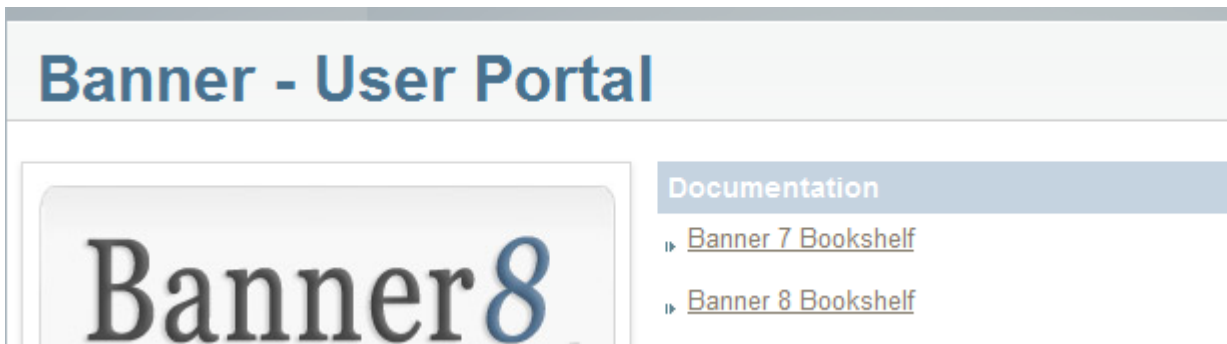 Banner - User Portal
Banner8
Documentation
Banner 7 Bookshelf
Banner 8 Bookshelf